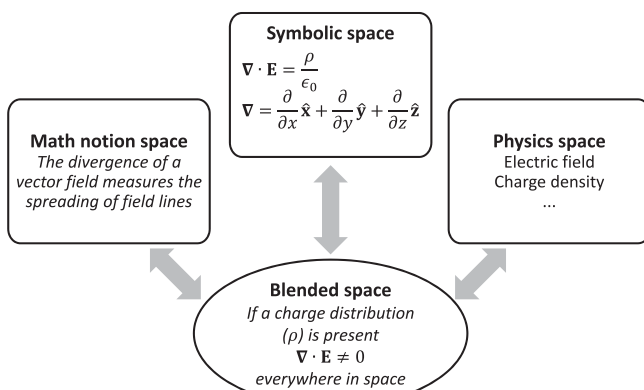 Symbolic space
∇ · E = ρ/ϵ₀
∇ = ∂/∂x x̂ + ∂/∂y ŷ + ∂/∂z ẑ
Math notion space
The divergence of a
vector field measures the
spreading of field lines
Physics space
Electric field
Charge density
...
Blended space
If a charge distribution
(ρ) is present
∇ · E ≠ 0
everywhere in space